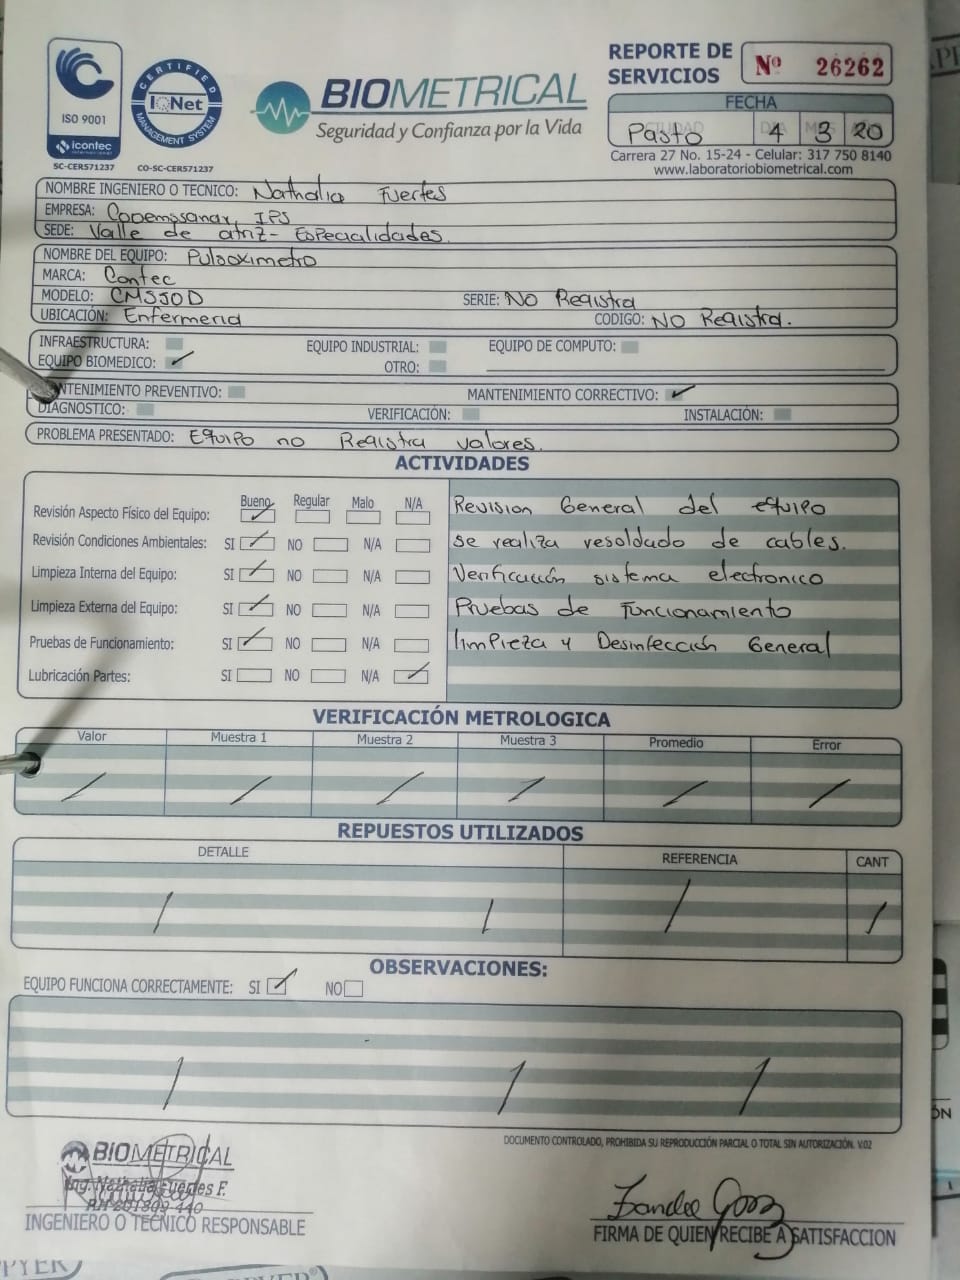 ISO 9001
icontec
internacional
SC-CER571237
CERTIFIED
IQNet
MANAGEMENT SYSTEM
CO-SC-CER571237
BIOMETRICAL
Seguridad y Confianza por la Vida
REPORTE DE
SERVICIOS
Nº 26262
FECHA
CIUDAD DIA MES AÑO
Pasto 4 3 20
Carrera 27 No. 15-24 - Celular: 317 750 8140
www.laboratoriobiometrical.com
NOMBRE INGENIERO O TECNICO: Nathalia Fuertes
EMPRESA: Coopemssanar IPS
SEDE: Valle de atriz- Especialidades.
NOMBRE DEL EQUIPO: Pulsoximetro
MARCA: Contec
MODELO: CMS50D SERIE: No Registra
UBICACIÓN: Enfermeria CODIGO: No Registra.
INFRAESTRUCTURA: EQUIPO INDUSTRIAL: EQUIPO DE COMPUTO:
EQUIPO BIOMEDICO: ✓ OTRO:
NTENIMIENTO PREVENTIVO: MANTENIMIENTO CORRECTIVO: ✓
DIAGNOSTICO: VERIFICACIÓN: INSTALACIÓN:
PROBLEMA PRESENTADO: Equipo no Registra valores.
ACTIVIDADES
Bueno Regular Malo N/A
Revisión Aspecto Físico del Equipo: ✓
Revisión Condiciones Ambientales: SI ✓ NO N/A
Limpieza Interna del Equipo: SI ✓ NO N/A
Limpieza Externa del Equipo: SI ✓ NO N/A
Pruebas de Funcionamiento: SI ✓ NO N/A
Lubricación Partes: SI NO N/A ✓
Revision General del equipo
se realiza resoldado de cables.
Verificación sistema electronico
Pruebas de Funcionamiento
limpieza y Desinfección General
VERIFICACIÓN METROLOGICA
Valor Muestra 1 Muestra 2 Muestra 3 Promedio Error
/ / / / / /
REPUESTOS UTILIZADOS
DETALLE REFERENCIA CANT
/ / / /
OBSERVACIONES:
EQUIPO FUNCIONA CORRECTAMENTE: SI ✓ NO
/ / /
DOCUMENTO CONTROLADO, PROHIBIDA SU REPRODUCCIÓN PARCIAL O TOTAL SIN AUTORIZACIÓN. V.02
BIOMETRICAL
Ing. Nathalia Fuertes F.
INGENIERO O TECNICO RESPONSABLE
FIRMA DE QUIEN RECIBE A SATISFACCION